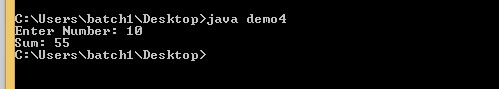 C:\Users\batch1\Desktop>java demo4
Enter Number: 10
Sum: 55
C:\Users\batch1\Desktop>